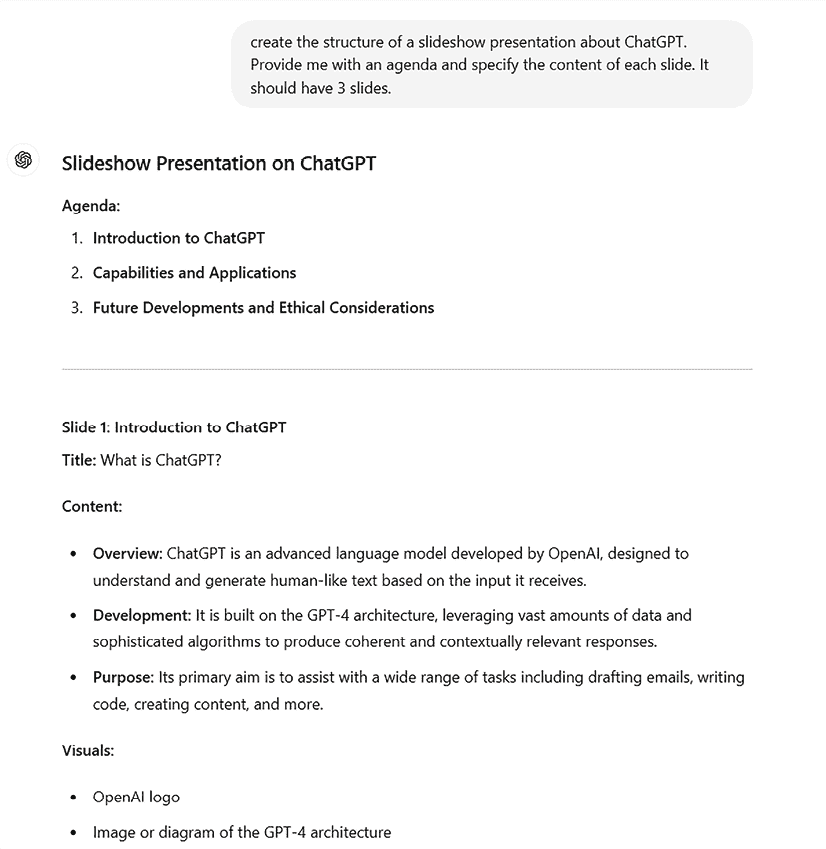 create the structure of a slideshow presentation about ChatGPT.
Provide me with an agenda and specify the content of each slide. It
should have 3 slides.
Slideshow Presentation on ChatGPT
Agenda:
1. Introduction to ChatGPT
2. Capabilities and Applications
3. Future Developments and Ethical Considerations
Slide 1: Introduction to ChatGPT
Title: What is ChatGPT?
Content:
• Overview: ChatGPT is an advanced language model developed by OpenAI, designed to
understand and generate human-like text based on the input it receives.
• Development: It is built on the GPT-4 architecture, leveraging vast amounts of data and
sophisticated algorithms to produce coherent and contextually relevant responses.
• Purpose: Its primary aim is to assist with a wide range of tasks including drafting emails, writing
code, creating content, and more.
Visuals:
• OpenAI logo
• Image or diagram of the GPT-4 architecture